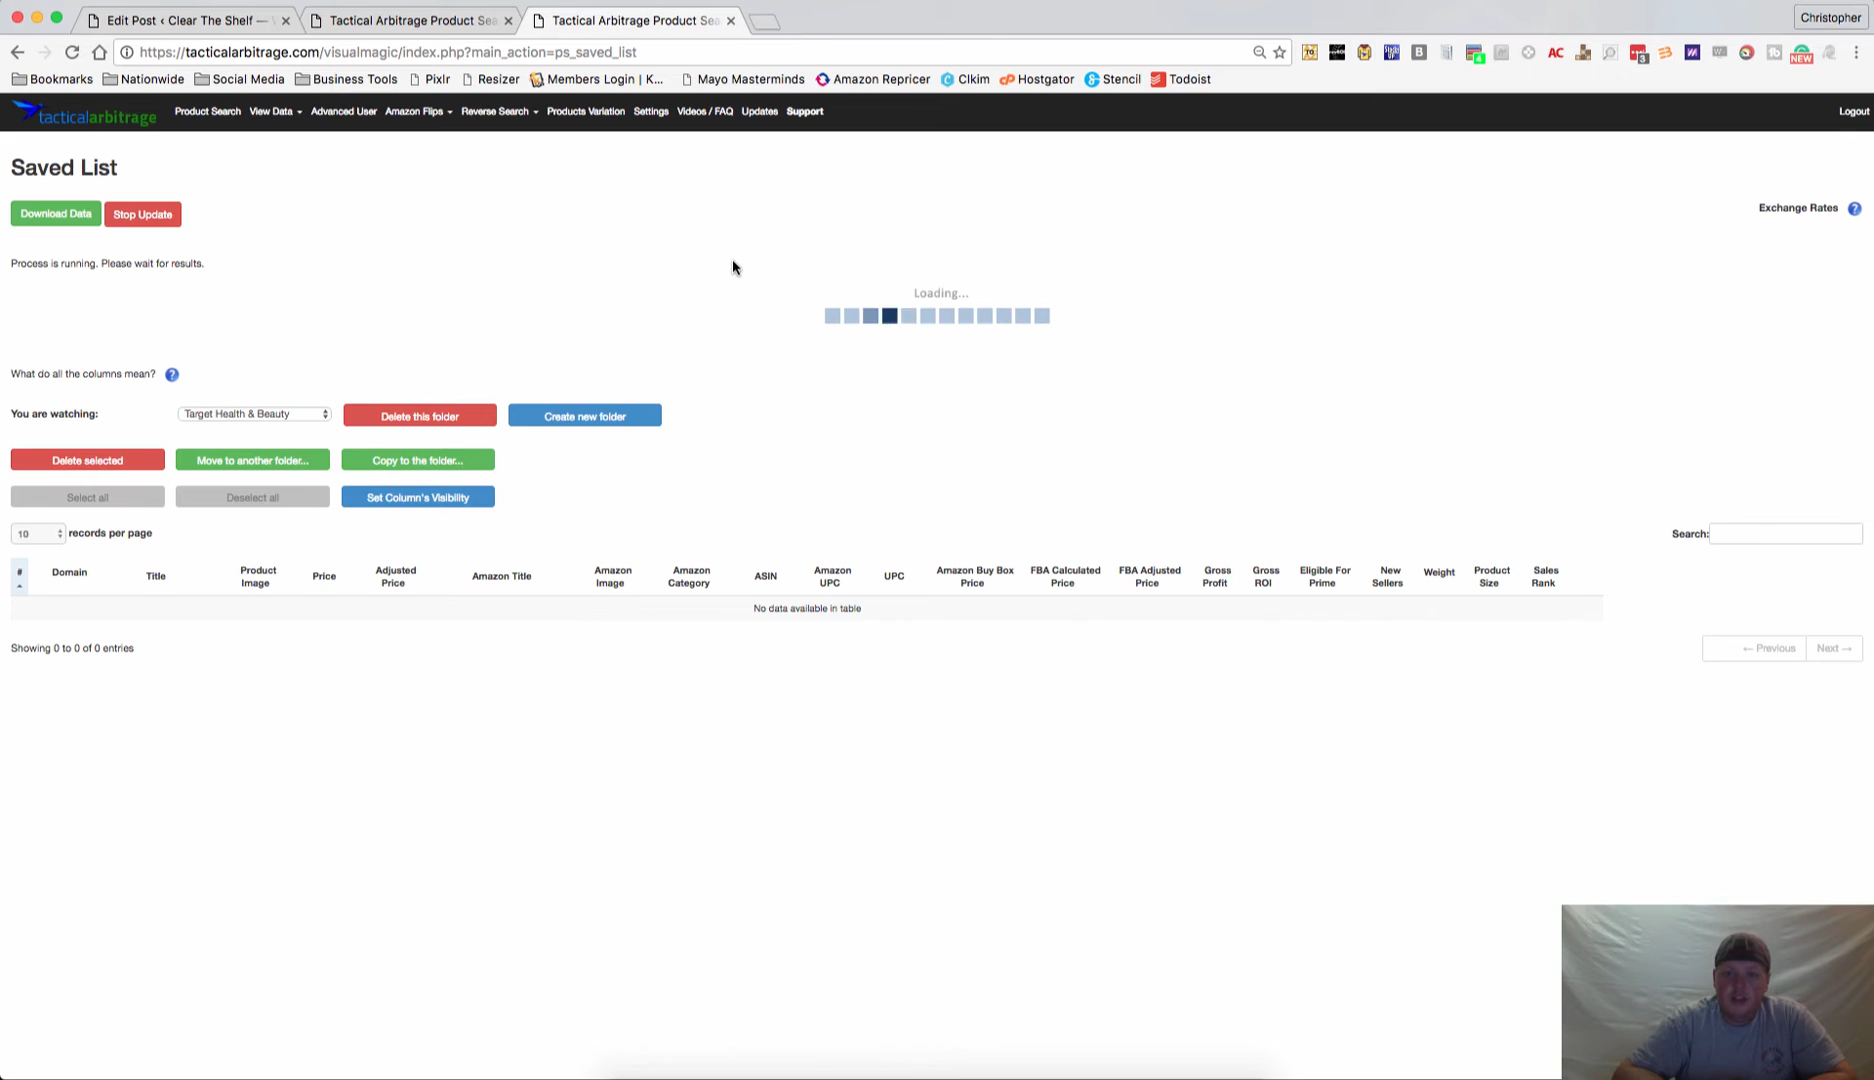 Edit Post ‹ Clear The Shelf —
Tactical Arbitrage Product Sea
Tactical Arbitrage Product Sea
Christopher
https://tacticalarbitrage.com/visualmagic/index.php?main_action=ps_saved_list
Bookmarks Nationwide Social Media Business Tools Pixlr Resizer Members Login | K... Mayo Masterminds Amazon Repricer Clkim Hostgator Stencil Todoist
tacticalarbitrage Product Search View Data Advanced User Amazon Flips Reverse Search Products Variation Settings Videos / FAQ Updates Support Logout
Saved List
Download Data Stop Update
Exchange Rates ?
Process is running. Please wait for results.
Loading...
What do all the columns mean? ?
You are watching: Target Health & Beauty Delete this folder Create new folder
Delete selected Move to another folder... Copy to the folder...
Select all Deselect all Set Column's Visibility
10 records per page
Search:
# Domain Title Product Image Price Adjusted Price Amazon Title Amazon Image Amazon Category ASIN Amazon UPC UPC Amazon Buy Box Price FBA Calculated Price FBA Adjusted Price Gross Profit Gross ROI Eligible For Prime New Sellers Weight Product Size Sales Rank
No data available in table
Showing 0 to 0 of 0 entries
← Previous Next →